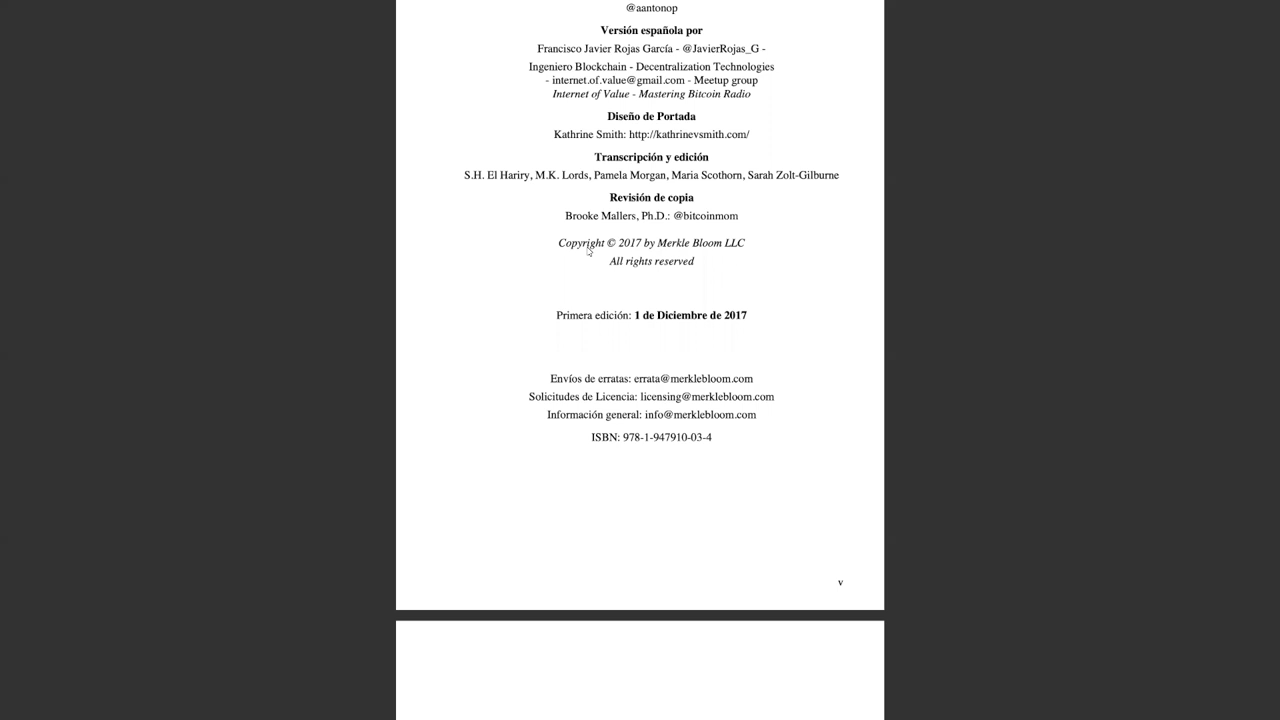 @aantonop
Versión española por
Francisco Javier Rojas García - @JavierRojas_G -
Ingeniero Blockchain - Decentralization Technologies
- internet.of.value@gmail.com - Meetup group
Internet of Value - Mastering Bitcoin Radio
Diseño de Portada
Kathrine Smith: http://kathrinevsmith.com/
Transcripción y edición
S.H. El Hariry, M.K. Lords, Pamela Morgan, Maria Scothorn, Sarah Zolt-Gilburne
Revisión de copia
Brooke Mallers, Ph.D.: @bitcoinmom
Copyright © 2017 by Merkle Bloom LLC
All rights reserved
Primera edición: 1 de Diciembre de 2017
Envíos de erratas: errata@merklebloom.com
Solicitudes de Licencia: licensing@merklebloom.com
Información general: info@merklebloom.com
ISBN: 978-1-947910-03-4
v